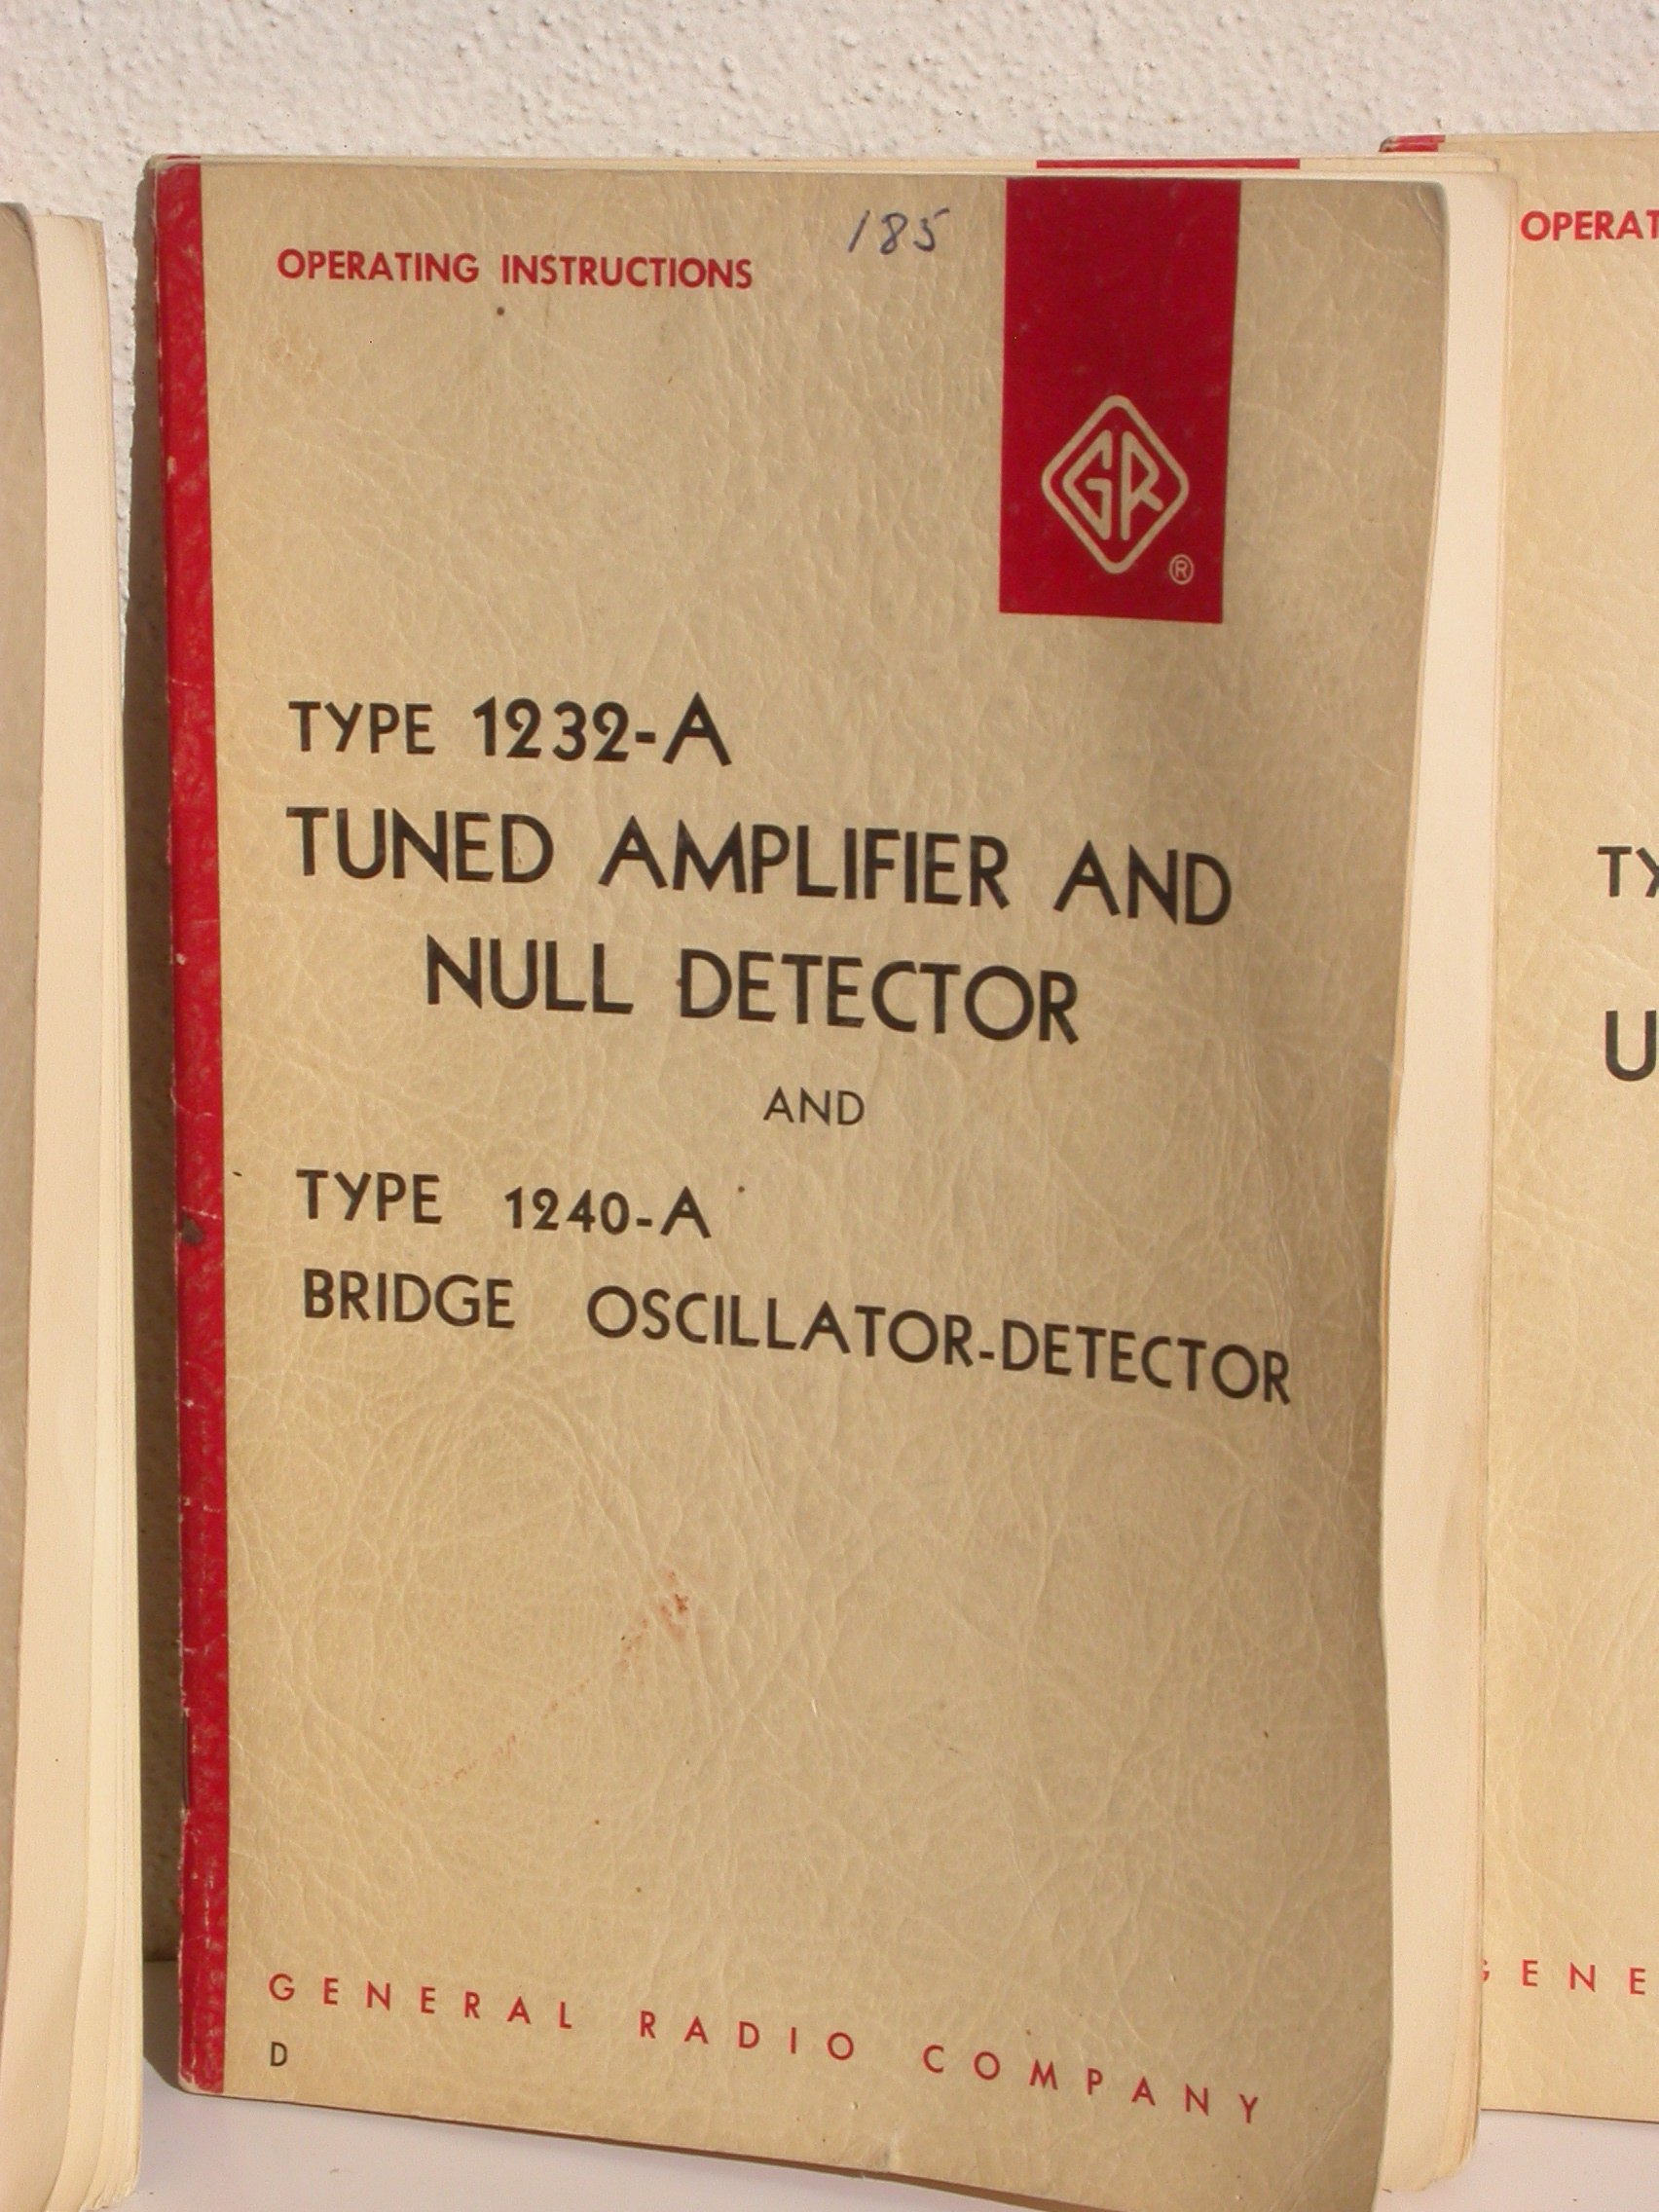 OPERATING INSTRUCTIONS
185
GR
®
TYPE 1232-A
TUNED AMPLIFIER AND
NULL DETECTOR
AND
TYPE 1240-A
BRIDGE OSCILLATOR-DETECTOR
GENERAL RADIO COMPANY
D
OPERAT
TY
U
ENE